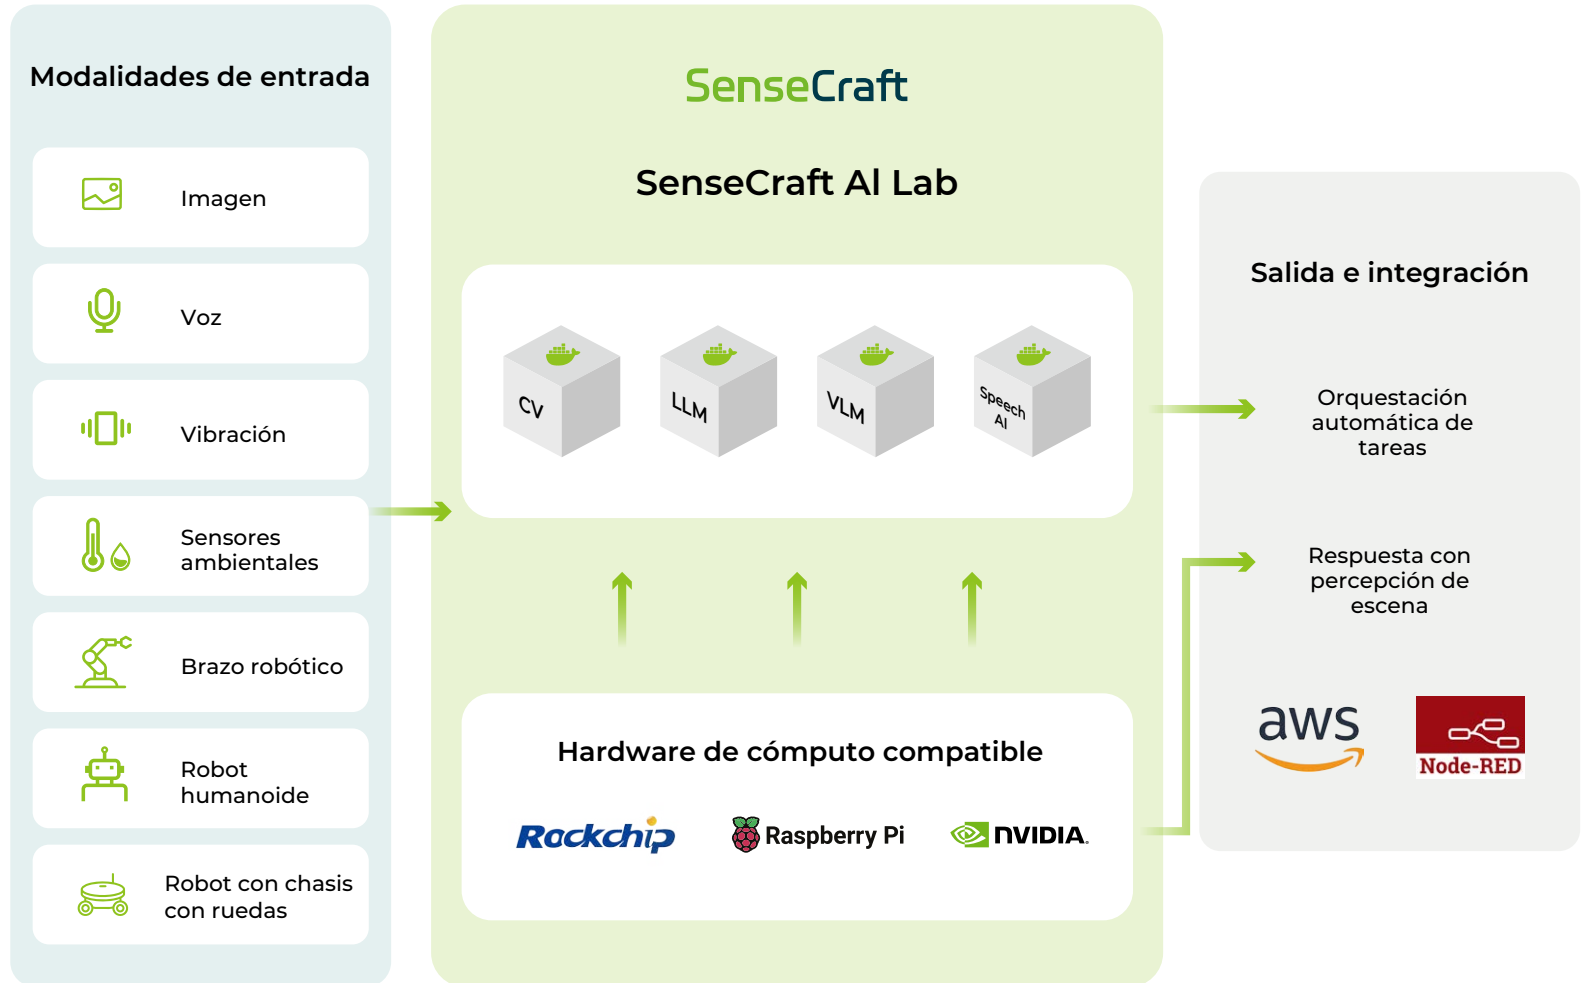 Modalidades de entrada
Imagen
Voz
Vibración
Sensores
ambientales
Brazo robótico
Robot
humanoide
Robot con chasis
con ruedas
SenseCraft
SenseCraft Al Lab
CV
LLM
VLM
Speech
AI
Hardware de cómputo compatible
Rockchip
Raspberry Pi
NVIDIA.
Salida e integración
Orquestación
automática de
tareas
Respuesta con
percepción de
escena
aws
Node-RED